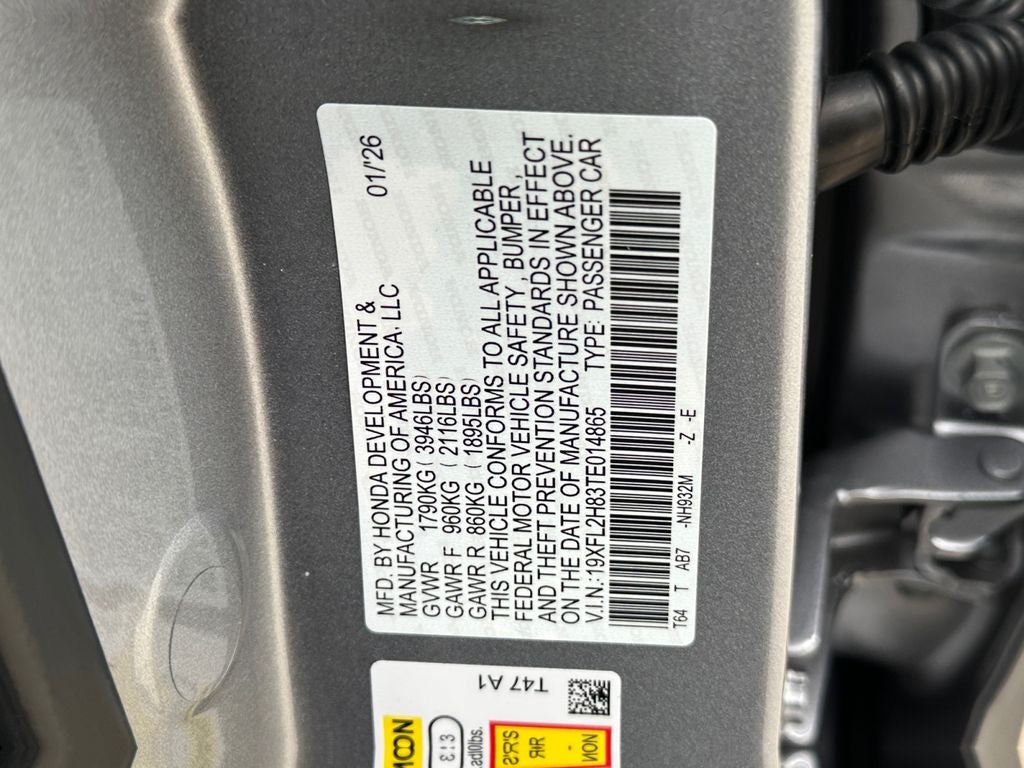 MFD. BY HONDA DEVELOPMENT &
MANUFACTURING OF AMERICA. LLC 01/'26
GVWR 1790KG (3946LBS)
GAWR F 960KG (2116LBS)
GAWR R 860KG (1895LBS)
THIS VEHICLE CONFORMS TO ALL APPLICABLE
FEDERAL MOTOR VEHICLE SAFETY, BUMPER,
AND THEFT PREVENTION STANDARDS IN EFFECT
ON THE DATE OF MANUFACTURE SHOWN ABOVE.
V.I.N.:19XFL2H83TE014865 TYPE: PASSENGER CAR
T64 T AB7 -NH932M -Z -E
T47 A1
NON